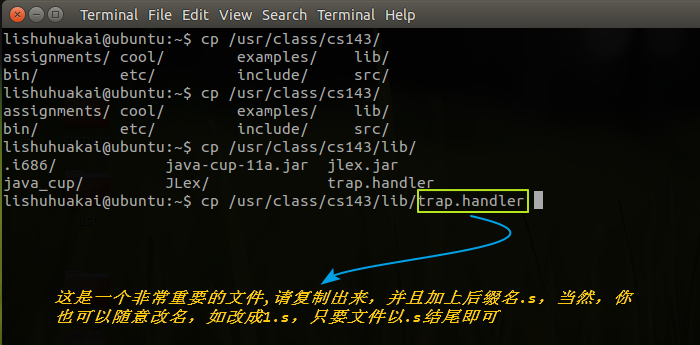 Terminal File Edit View Search Terminal Help
lishuhuakai@ubuntu:~$ cp /usr/class/cs143/
assignments/ cool/ examples/ lib/
bin/ etc/ include/ src/
lishuhuakai@ubuntu:~$ cp /usr/class/cs143/
assignments/ cool/ examples/ lib/
bin/ etc/ include/ src/
lishuhuakai@ubuntu:~$ cp /usr/class/cs143/lib/
.i686/ java-cup-11a.jar jlex.jar
java_cup/ JLex/ trap.handler
lishuhuakai@ubuntu:~$ cp /usr/class/cs143/lib/trap.handler
这是一个非常重要的文件,请复制出来，并且加上后缀名.s，当然，你
也可以随意改名，如改成1.s，只要文件以.s结尾即可